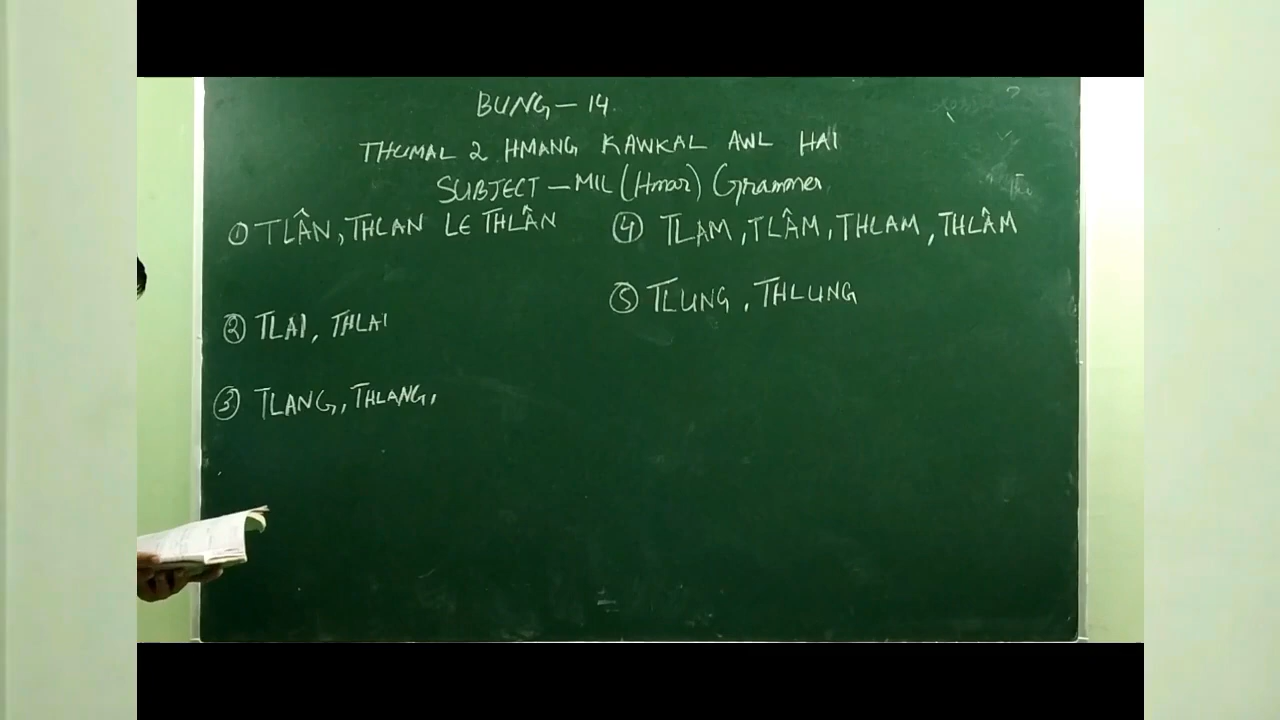 BUNG - 14.
THUMAL 2 HMANG KAWKAL AWL HAI
SUBJECT - MIL (Hmar) Grammer
① TLÂN, THLAN LE THLÂN
② TLAI, THLAI
③ TLANG, THLANG,
④ TLAM, TLÂM, THLAM, THLÂM
⑤ TLUNG, THLUNG